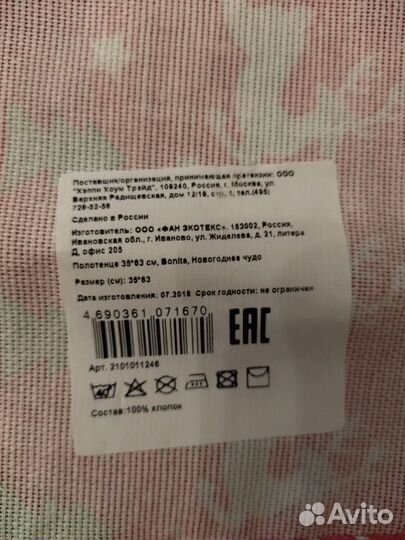 Поставщик/организация, принимающая претензии: ООО
"Хэппи Хоум Трэйд", 109240, Россия, г. Москва, ул.
Верхняя Радищевская, дом 12/19, стр. 1, тел.(495)
726-52-56
Сделано в России
Изготовитель: ООО «ФАН ЭКОТЕКС». 153002, Россия,
Ивановская обл., г. Иваново, ул. Жиделева, д. 21, литера
Д, офис 205
Полотенце 35*63 см, Bonita, Новогоднее чудо
Размер (см): 35*63
Дата изготовления: 07.2018 Срок годности: не ограничен
4 690361 071670
EAC
Арт. 2101011246
40°
Состав:100% хлопок
Avito